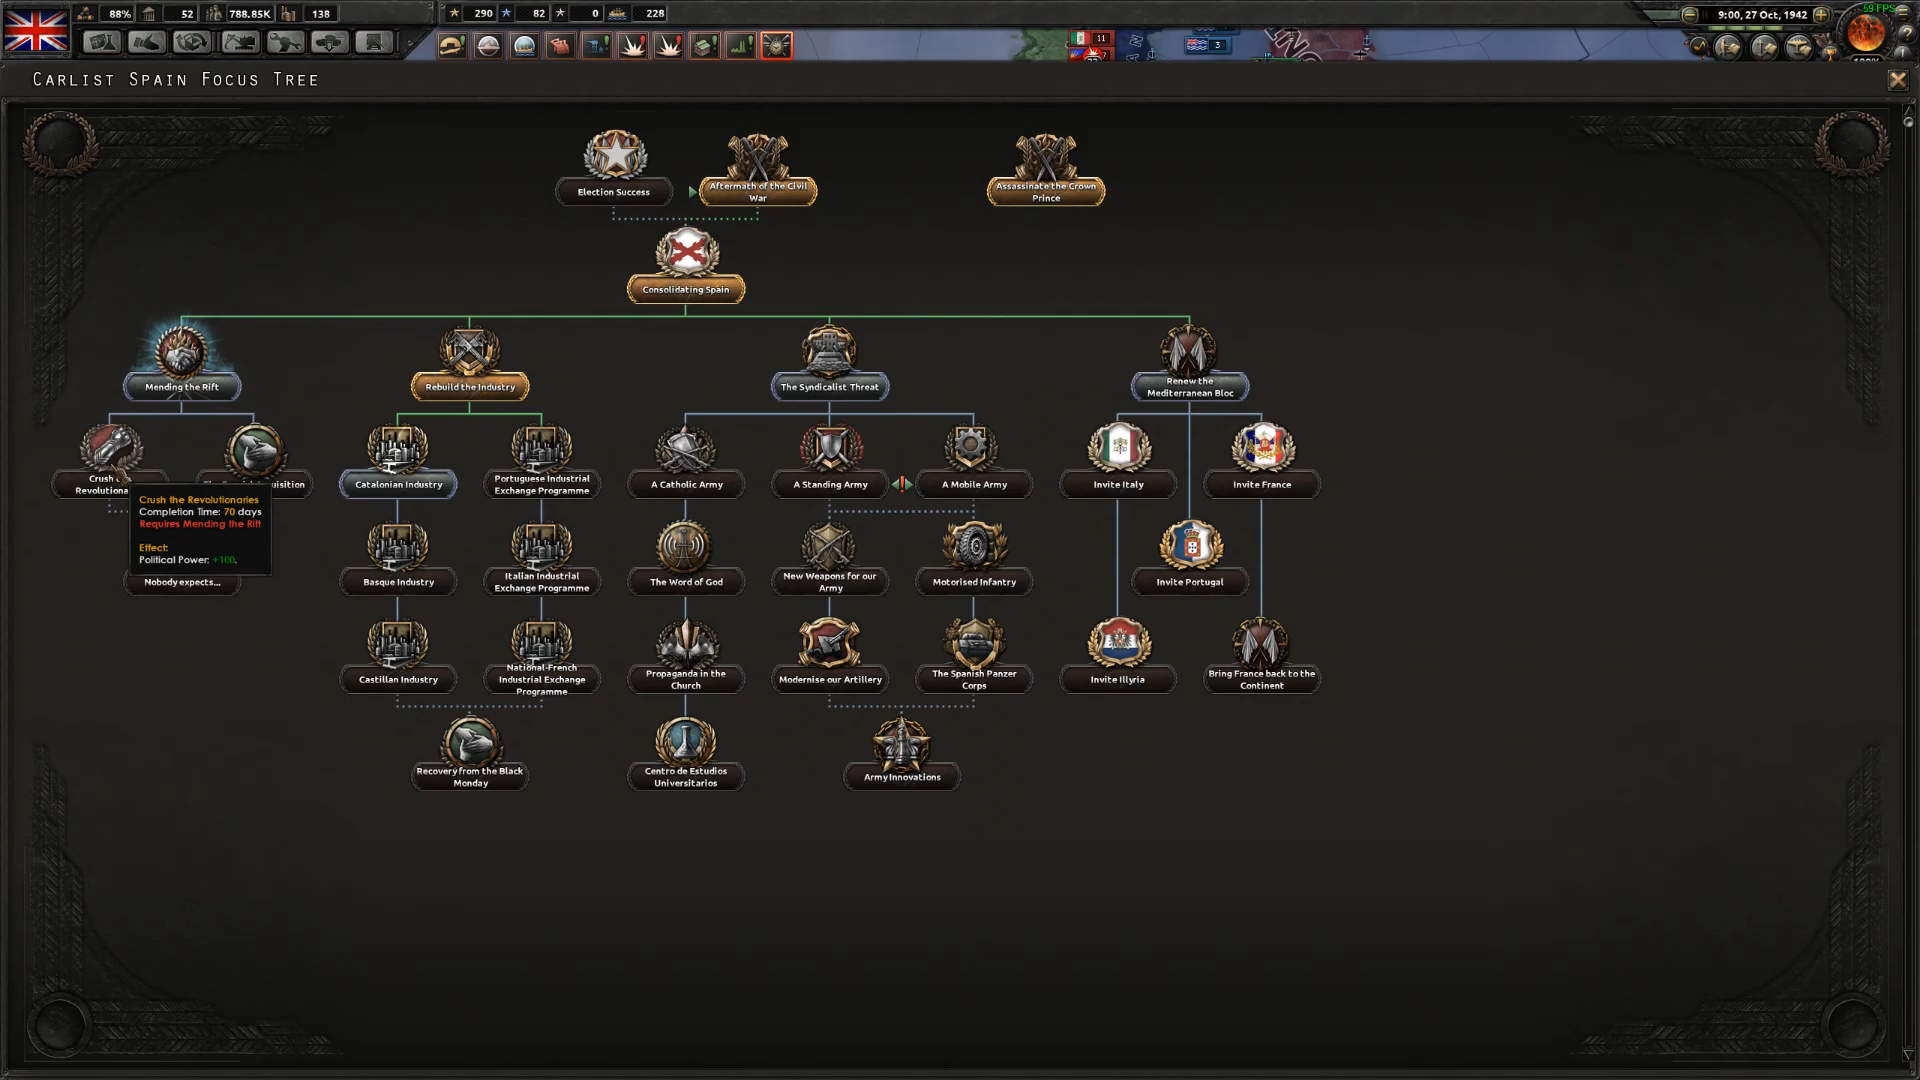 88%
52
788.85K
138
290
82
0
228
59 FPS
9:00, 27 Oct, 1942
11
3
Carlist Spain Focus Tree
Election Success
Aftermath of the Civil
War
Assassinate the Crown
Prince
Consolidating Spain
Mending the Rift
Rebuild the Industry
The Syndicalist Threat
Renew the
Mediterranean Bloc
Crush
Revolutiona
isition
Catalonian Industry
Portuguese Industrial
Exchange Programme
A Catholic Army
A Standing Army
A Mobile Army
Invite Italy
Invite France
Crush the Revolutionaries
Completion Time: 70 days
Requires Mending the Rift
Effect:
Political Power: +100.
Nobody expects...
Basque Industry
Italian Industrial
Exchange Programme
The Word of God
New Weapons for our
Army
Motorised Infantry
Invite Portugal
Castillan Industry
National-French
Industrial Exchange
Programme
Propaganda in the
Church
Modernise our Artillery
The Spanish Panzer
Corps
Invite Illyria
Bring France back to the
Continent
Recovery from the Black
Monday
Centro de Estudios
Universitarios
Army Innovations